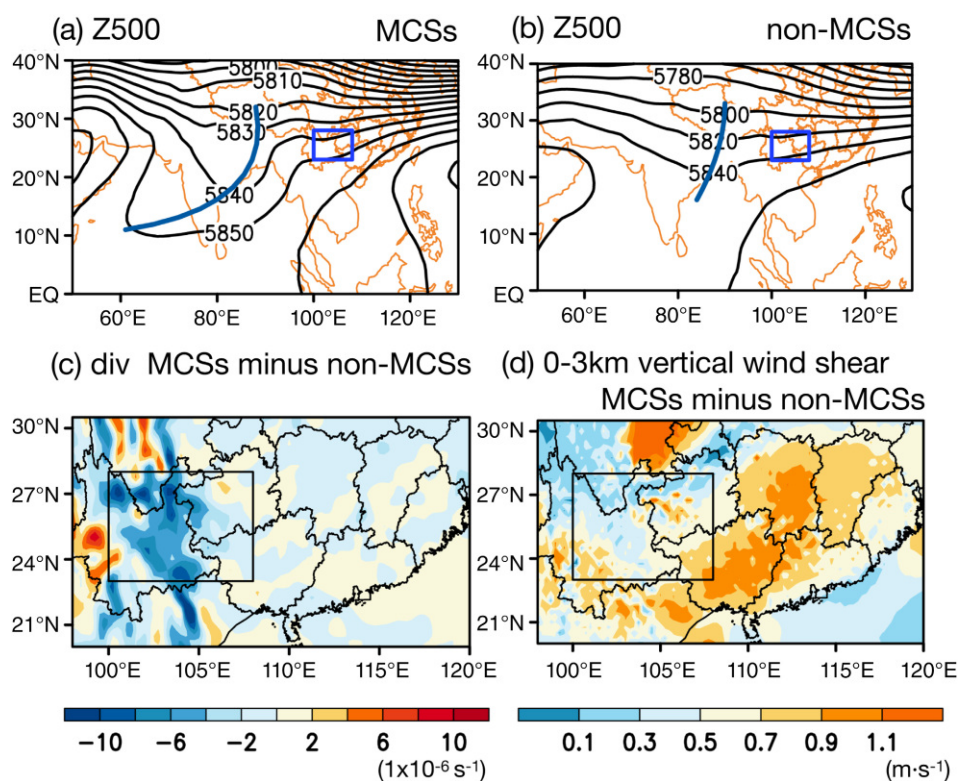 (a) Z500 MCSs
(b) Z500 non-MCSs
40°N
30°N
20°N
10°N
EQ
5800
5810
5820
5830
5840
5850
60°E 80°E 100°E 120°E
40°N
30°N
20°N
10°N
EQ
5780
5800
5820
5840
60°E 80°E 100°E 120°E
(c) div MCSs minus non-MCSs
(d) 0-3km vertical wind shear
MCSs minus non-MCSs
30°N
27°N
24°N
21°N
100°E 105°E 110°E 115°E 120°E
30°N
27°N
24°N
21°N
100°E 105°E 110°E 115°E 120°E
−10 −6 −2 2 6 10
(1x10⁻⁶ s⁻¹)
0.1 0.3 0.5 0.7 0.9 1.1
(m·s⁻¹)